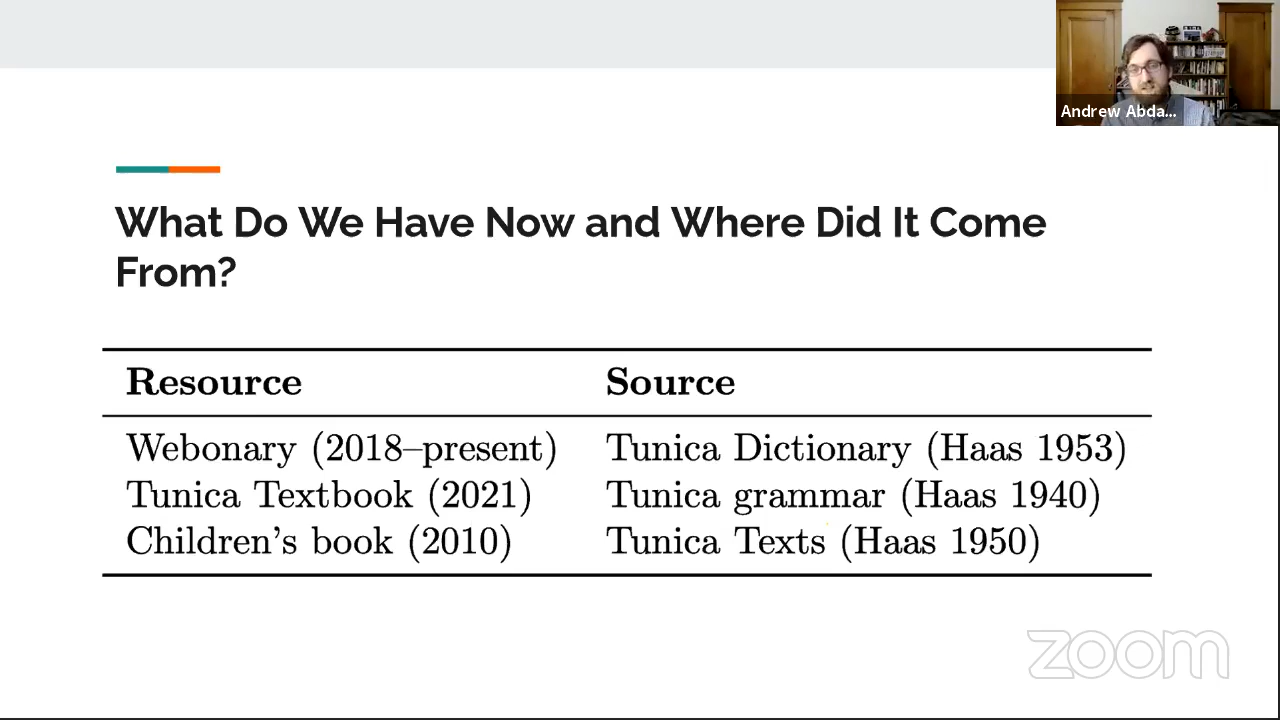 Andrew Abda...
What Do We Have Now and Where Did It Come
From?
Resource Source
Webonary (2018–present) Tunica Dictionary (Haas 1953)
Tunica Textbook (2021) Tunica grammar (Haas 1940)
Children's book (2010) Tunica Texts (Haas 1950)
zoom